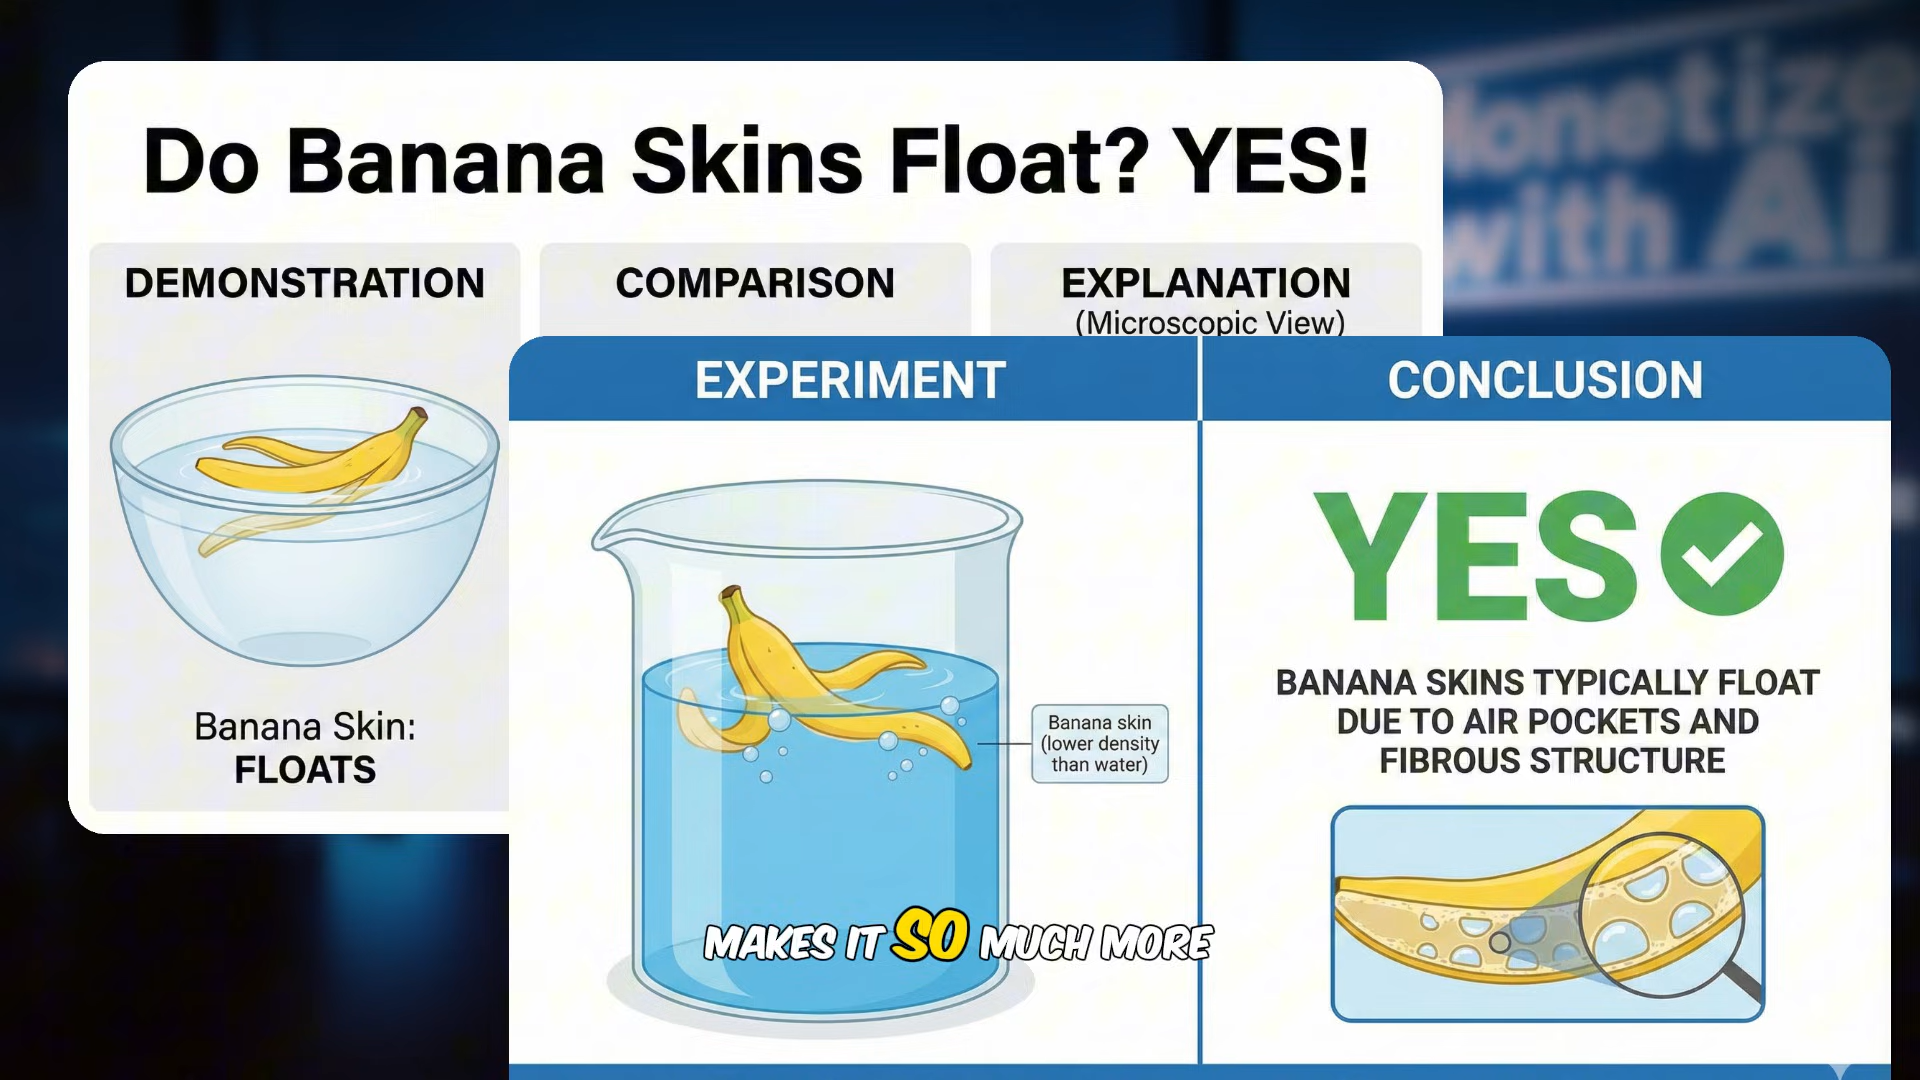 Do Banana Skins Float? YES!
DEMONSTRATION
COMPARISON
EXPLANATION
(Microscopic View)
Banana Skin:
FLOATS
EXPERIMENT
CONCLUSION
Banana skin
(lower density
than water)
YES
BANANA SKINS TYPICALLY FLOAT
DUE TO AIR POCKETS AND
FIBROUS STRUCTURE
MAKES IT SO MUCH MORE
Monetize
with Ai